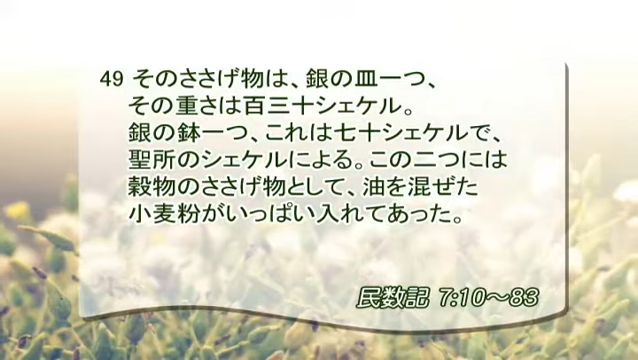 49 そのささげ物は、銀の皿一つ、
その重さは百三十シェケル。
銀の鉢一つ、これは七十シェケルで、
聖所のシェケルによる。この二つには
穀物のささげ物として、油を混ぜた
小麦粉がいっぱい入れてあった。
民数記 7:10～83